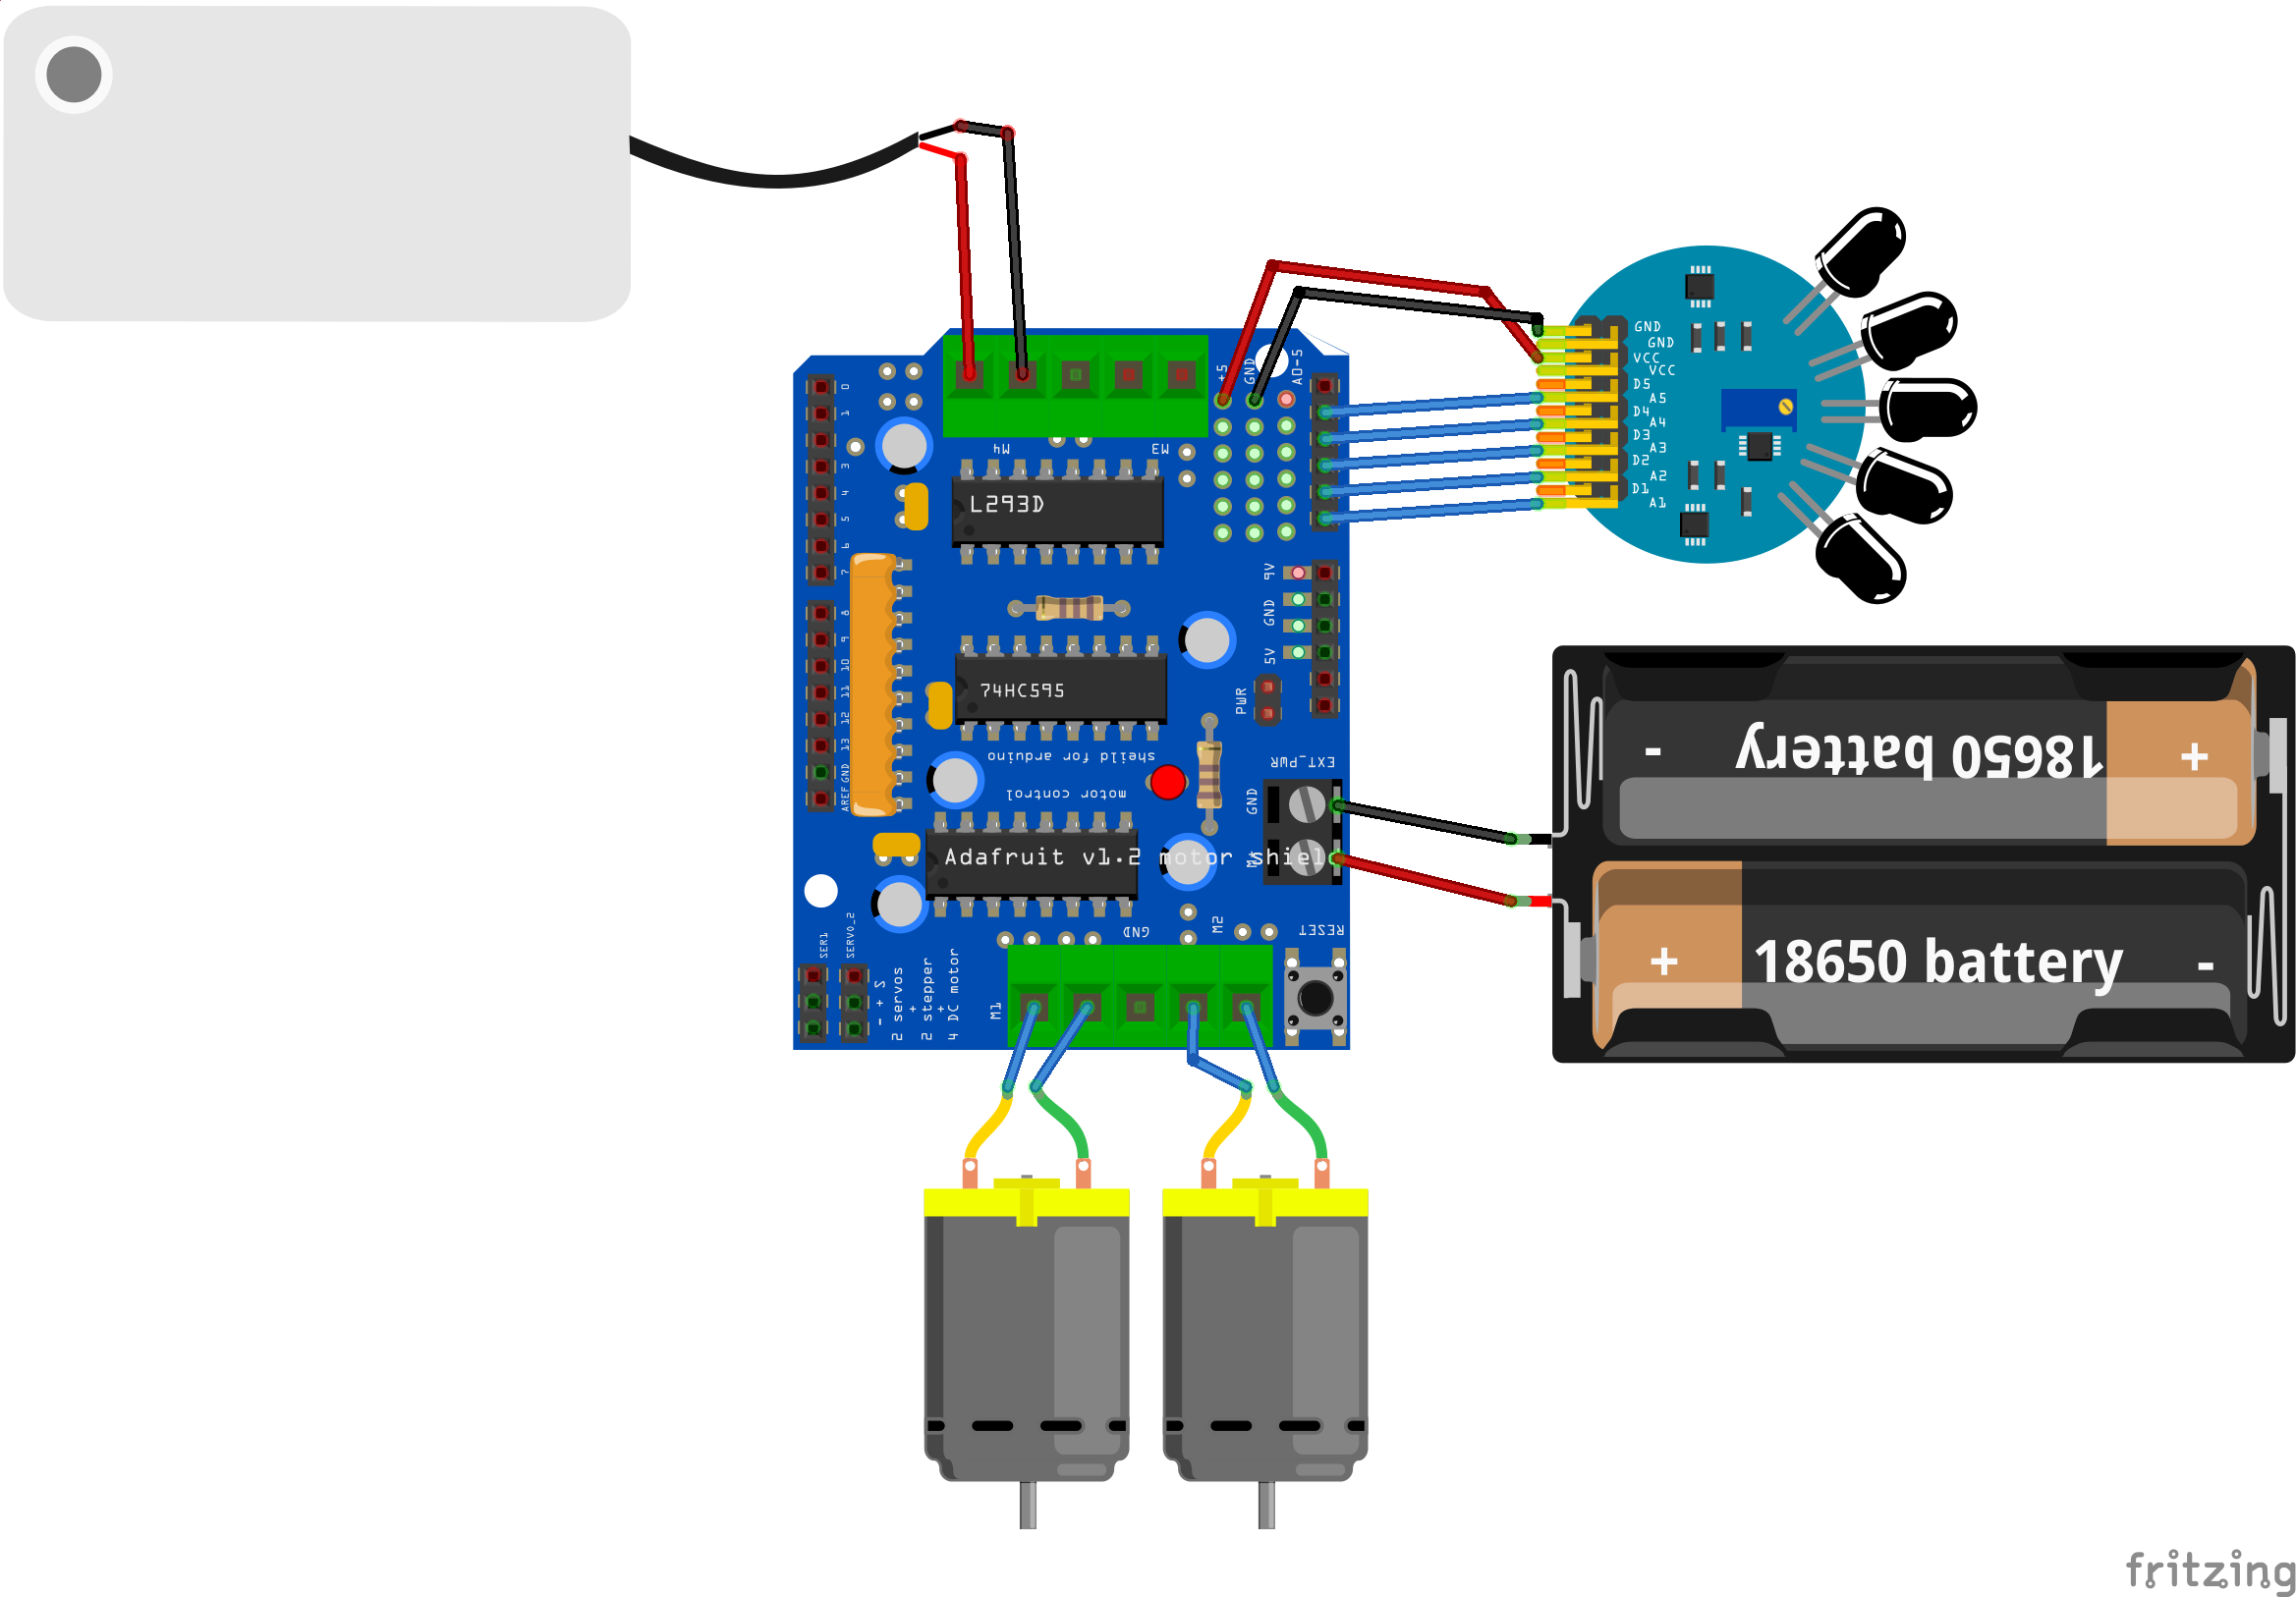 +5
GND
A0-5
M4
M3
L293D
0
1
3
4
5
6
7
8
9
10
11
12
13
GND
AREF
9V
GND
5V
PWR
74HC595
sheild for arduino
motor control
EXT_PWR
GND
M+
Adafruit v1.2 motor shield
GND
M2
RESET
SER1
SERVO_2
- + S
2 servos
+
2 stepper
+
4 DC motor
M1
GND
GND
VCC
VCC
D5
A5
D4
A4
D3
A3
D2
A2
D1
A1
- 18650 battery +
+ 18650 battery -
fritzing